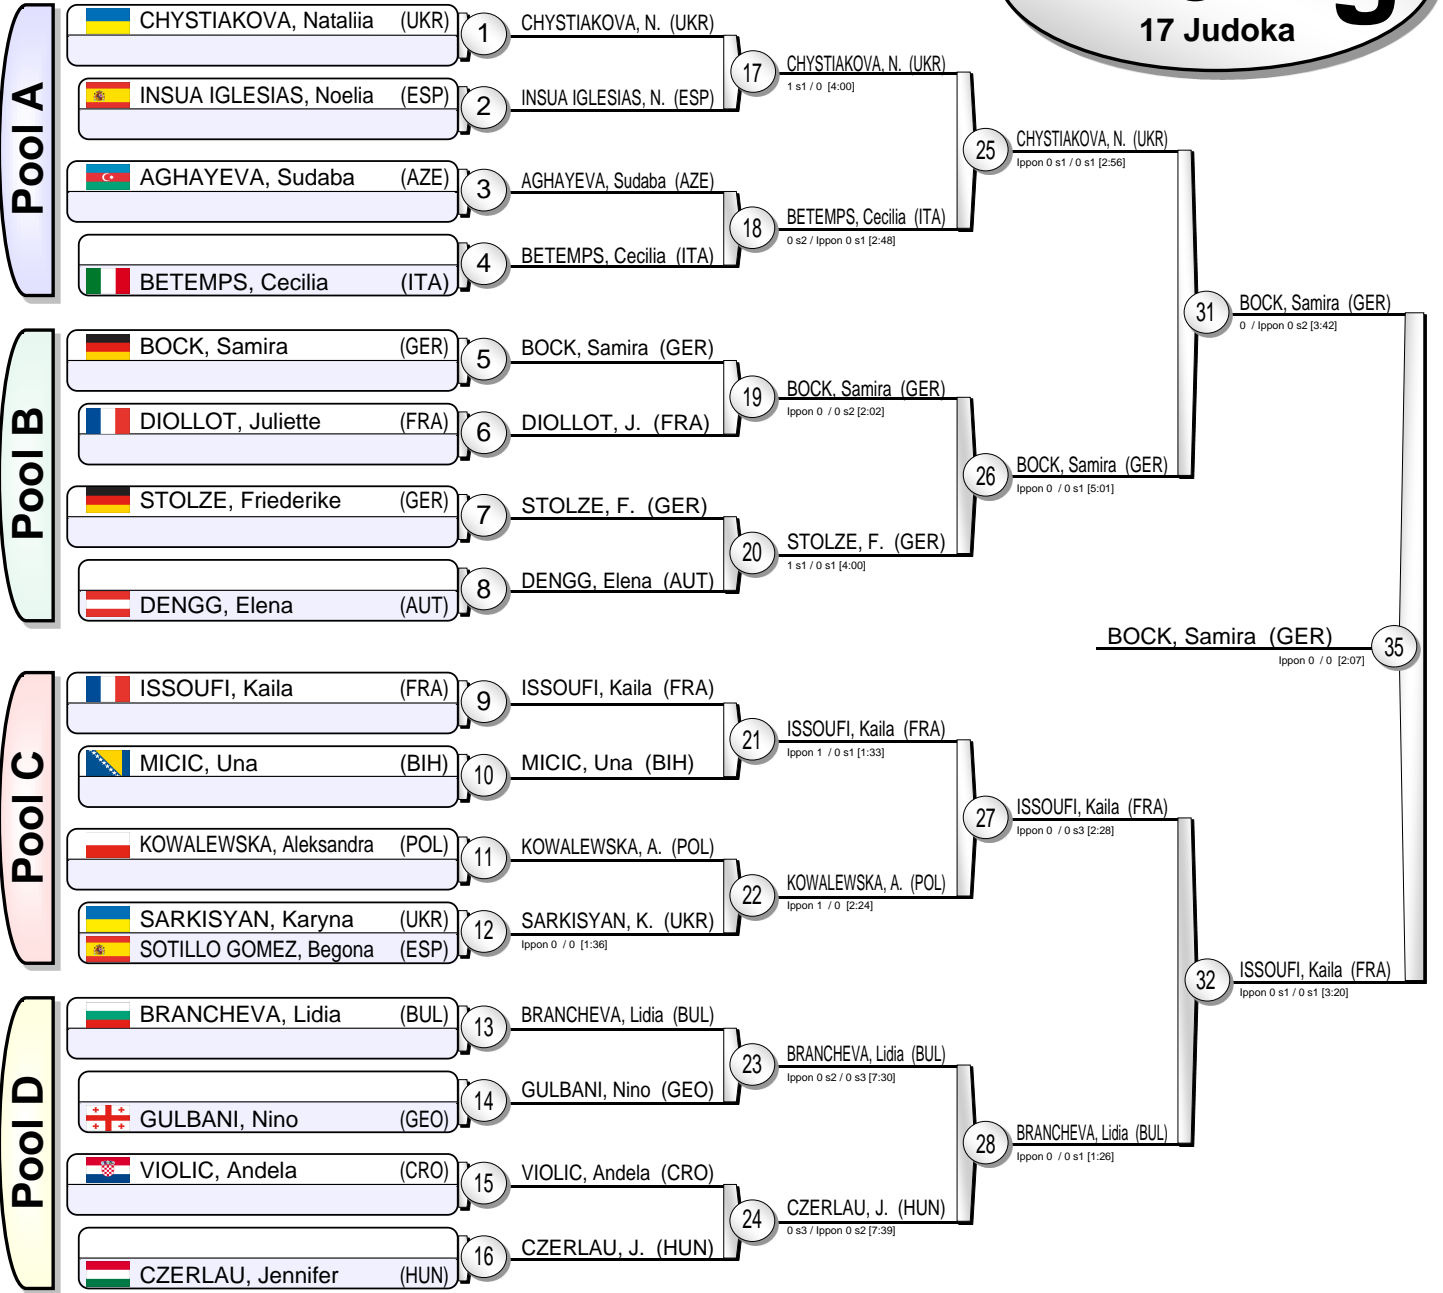 17 Judoka
Pool A
CHYSTIAKOVA, Nataliia (UKR)
1
CHYSTIAKOVA, N. (UKR)
INSUA IGLESIAS, Noelia (ESP)
2
INSUA IGLESIAS, N. (ESP)
17
CHYSTIAKOVA, N. (UKR)
1 s1 / 0 [4:00]
AGHAYEVA, Sudaba (AZE)
3
AGHAYEVA, Sudaba (AZE)
BETEMPS, Cecilia (ITA)
4
BETEMPS, Cecilia (ITA)
18
BETEMPS, Cecilia (ITA)
0 s2 / Ippon 0 s1 [2:48]
25
CHYSTIAKOVA, N. (UKR)
Ippon 0 s1 / 0 s1 [2:56]
Pool B
BOCK, Samira (GER)
5
BOCK, Samira (GER)
DIOLLOT, Juliette (FRA)
6
DIOLLOT, J. (FRA)
19
BOCK, Samira (GER)
Ippon 0 / 0 s2 [2:02]
STOLZE, Friederike (GER)
7
STOLZE, F. (GER)
DENGG, Elena (AUT)
8
DENGG, Elena (AUT)
20
STOLZE, F. (GER)
1 s1 / 0 s1 [4:00]
26
BOCK, Samira (GER)
Ippon 0 / 0 s1 [5:01]
31
BOCK, Samira (GER)
0 / Ippon 0 s2 [3:42]
BOCK, Samira (GER)
35
Ippon 0 / 0 [2:07]
Pool C
ISSOUFI, Kaila (FRA)
9
ISSOUFI, Kaila (FRA)
MICIC, Una (BIH)
10
MICIC, Una (BIH)
21
ISSOUFI, Kaila (FRA)
Ippon 1 / 0 s1 [1:33]
KOWALEWSKA, Aleksandra (POL)
11
KOWALEWSKA, A. (POL)
SARKISYAN, Karyna (UKR)
SOTILLO GOMEZ, Begona (ESP)
12
SARKISYAN, K. (UKR)
Ippon 0 / 0 [1:36]
22
KOWALEWSKA, A. (POL)
Ippon 1 / 0 [2:24]
27
ISSOUFI, Kaila (FRA)
Ippon 0 / 0 s3 [2:28]
Pool D
BRANCHEVA, Lidia (BUL)
13
BRANCHEVA, Lidia (BUL)
GULBANI, Nino (GEO)
14
GULBANI, Nino (GEO)
23
BRANCHEVA, Lidia (BUL)
Ippon 0 s2 / 0 s3 [7:30]
VIOLIC, Andela (CRO)
15
VIOLIC, Andela (CRO)
CZERLAU, Jennifer (HUN)
16
CZERLAU, J. (HUN)
24
CZERLAU, J. (HUN)
0 s3 / Ippon 0 s2 [7:39]
28
BRANCHEVA, Lidia (BUL)
Ippon 0 / 0 s1 [1:26]
32
ISSOUFI, Kaila (FRA)
Ippon 0 s1 / 0 s1 [3:20]